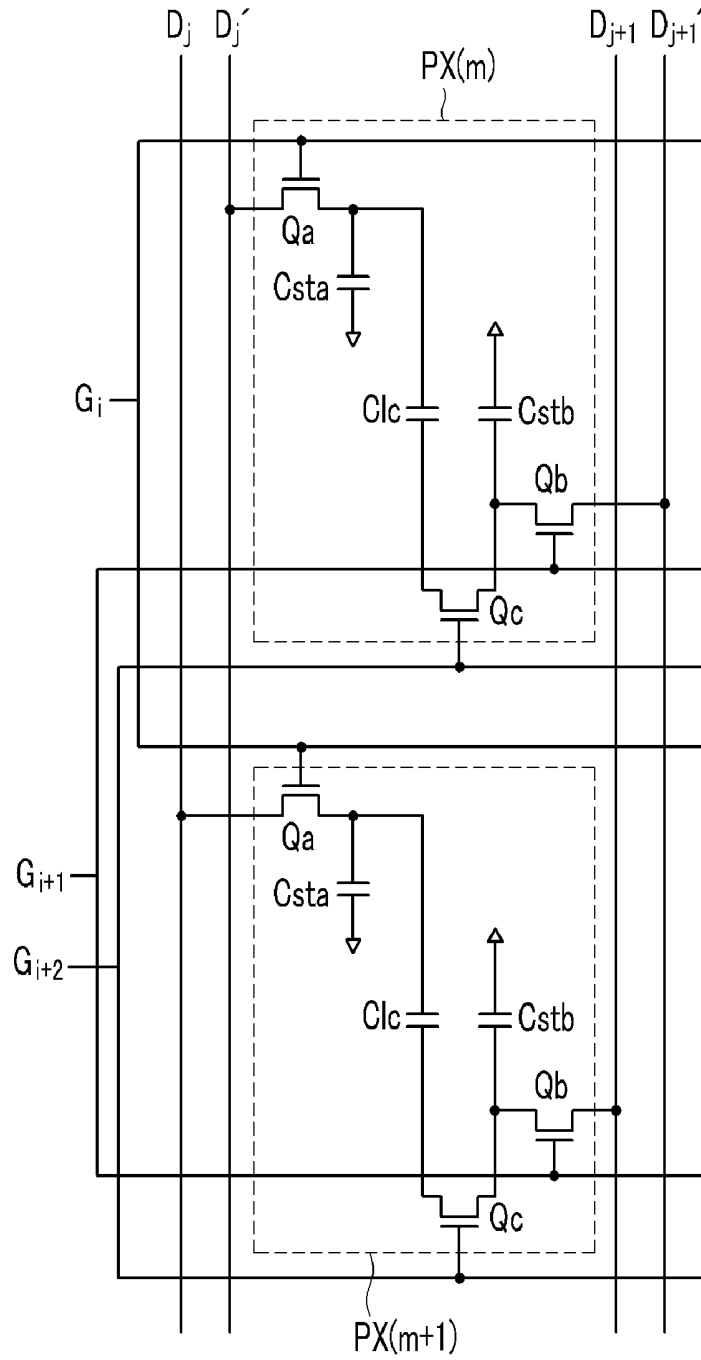 Dj Dj´ Dj+1 Dj+1´
PX(m)
Qa
Csta
Gi
Clc
Cstb
Qb
Qc
Qa
Gi+1
Csta
Gi+2
Clc
Cstb
Qb
Qc
PX(m+1)